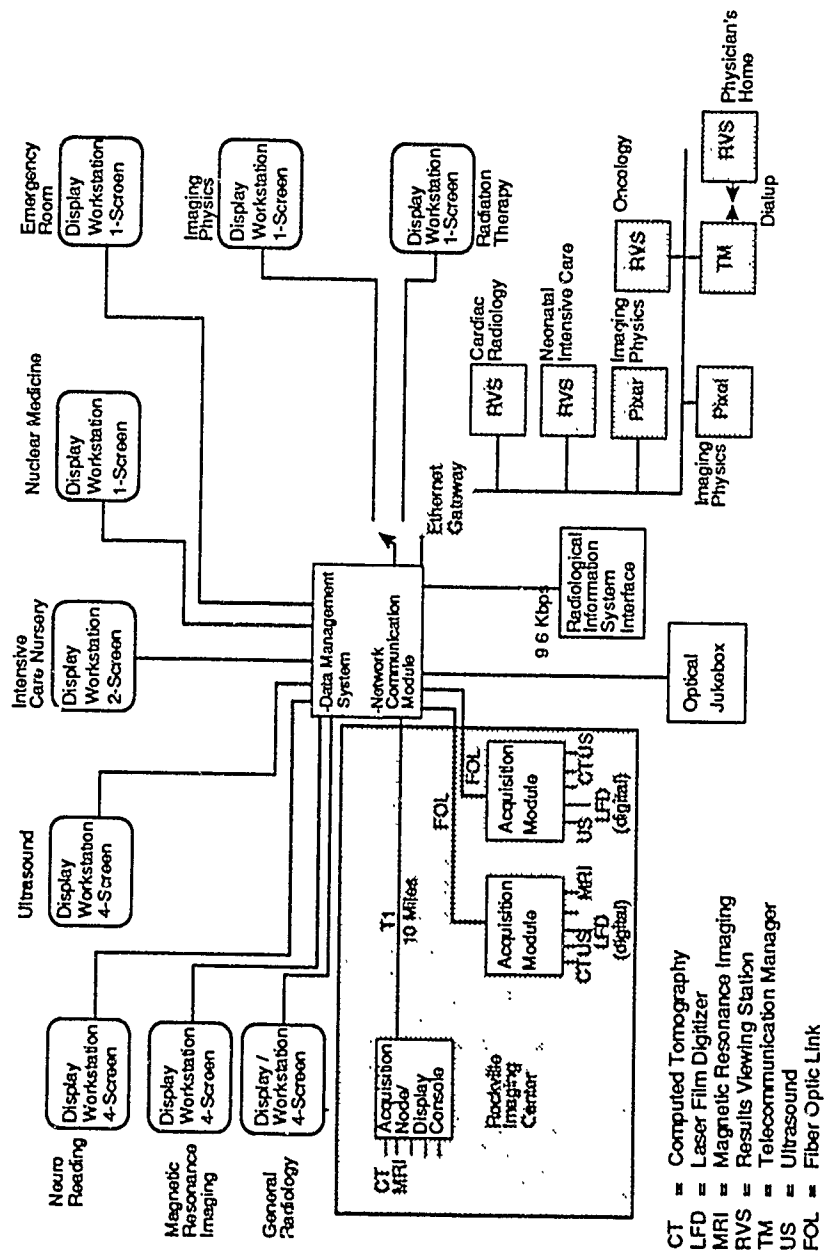 Neuro
Reading
Display
Workstation
4-Screen
Magnetic
Resonance
Imaging
Display
Workstation
4-Screen
General
Radiology
Display /
Workstation
4-Screen
Ultrasound
Display
Workstation
4-Screen
Intensive
Care Nursery
Display
Workstation
2-Screen
Nuclear Medicine
Display
Workstation
1-Screen
Emergency
Room
Display
Workstation
1-Screen
Imaging
Physics
Display
Workstation
1-Screen
Display
Workstation
1-Screen
Radiation
Therapy
-Data Management
System
-Network
Communication
Module
Ethernet
Gateway
Cardiac
Radiology
RVS
Neonatal
Intensive Care
RVS
Imaging
Physics
Pixar
Pixel
Imaging
Physics
Oncology
RVS
TM
Dialup
RVS
Physician's
Home
9 6 Kbps
Radiological
Information
System
Interface
Optical
Jukebox
T1
10 Miles
FOL
FOL
CT
MRI
Acquisition
Node/
Display
Console
Rockville
Imaging
Center
Acquisition
Module
CT US
LFD
(digital)
MRI
Acquisition
Module
US
LFD
(digital)
CT US
CT = Computed Tomography
LFD = Laser Film Digitizer
MRI = Magnetic Resonance Imaging
RVS = Results Viewing Station
TM = Telecommunication Manager
US = Ultrasound
FOL = Fiber Optic Link